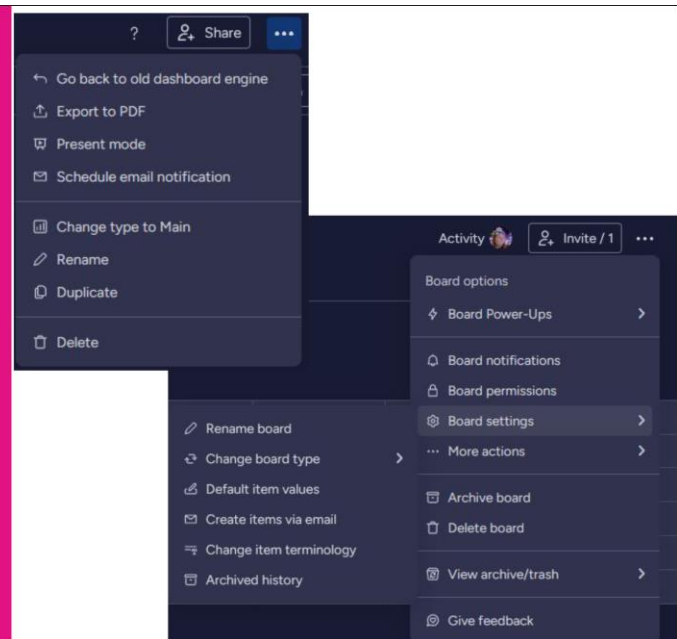 ?
Share
Go back to old dashboard engine
Export to PDF
Present mode
Schedule email notification
Change type to Main
Rename
Duplicate
Delete
Activity
Invite / 1
Board options
Board Power-Ups
Board notifications
Board permissions
Board settings
More actions
Archive board
Delete board
View archive/trash
Give feedback
Rename board
Change board type
Default item values
Create items via email
Change item terminology
Archived history